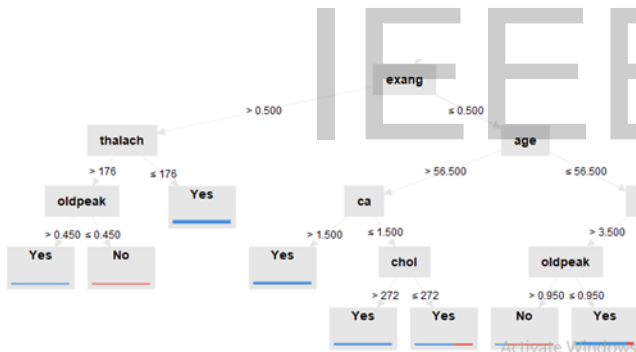 IEEE
exang
> 0.500
≤ 0.500
thalach
age
> 176
≤ 176
> 56.500
≤ 56.500
oldpeak
Yes
ca
> 0.450
≤ 0.450
> 1.500
≤ 1.500
> 3.500
Yes
No
Yes
chol
oldpeak
> 272
≤ 272
> 0.950
≤ 0.950
Yes
Yes
No
Yes
Activate Windows